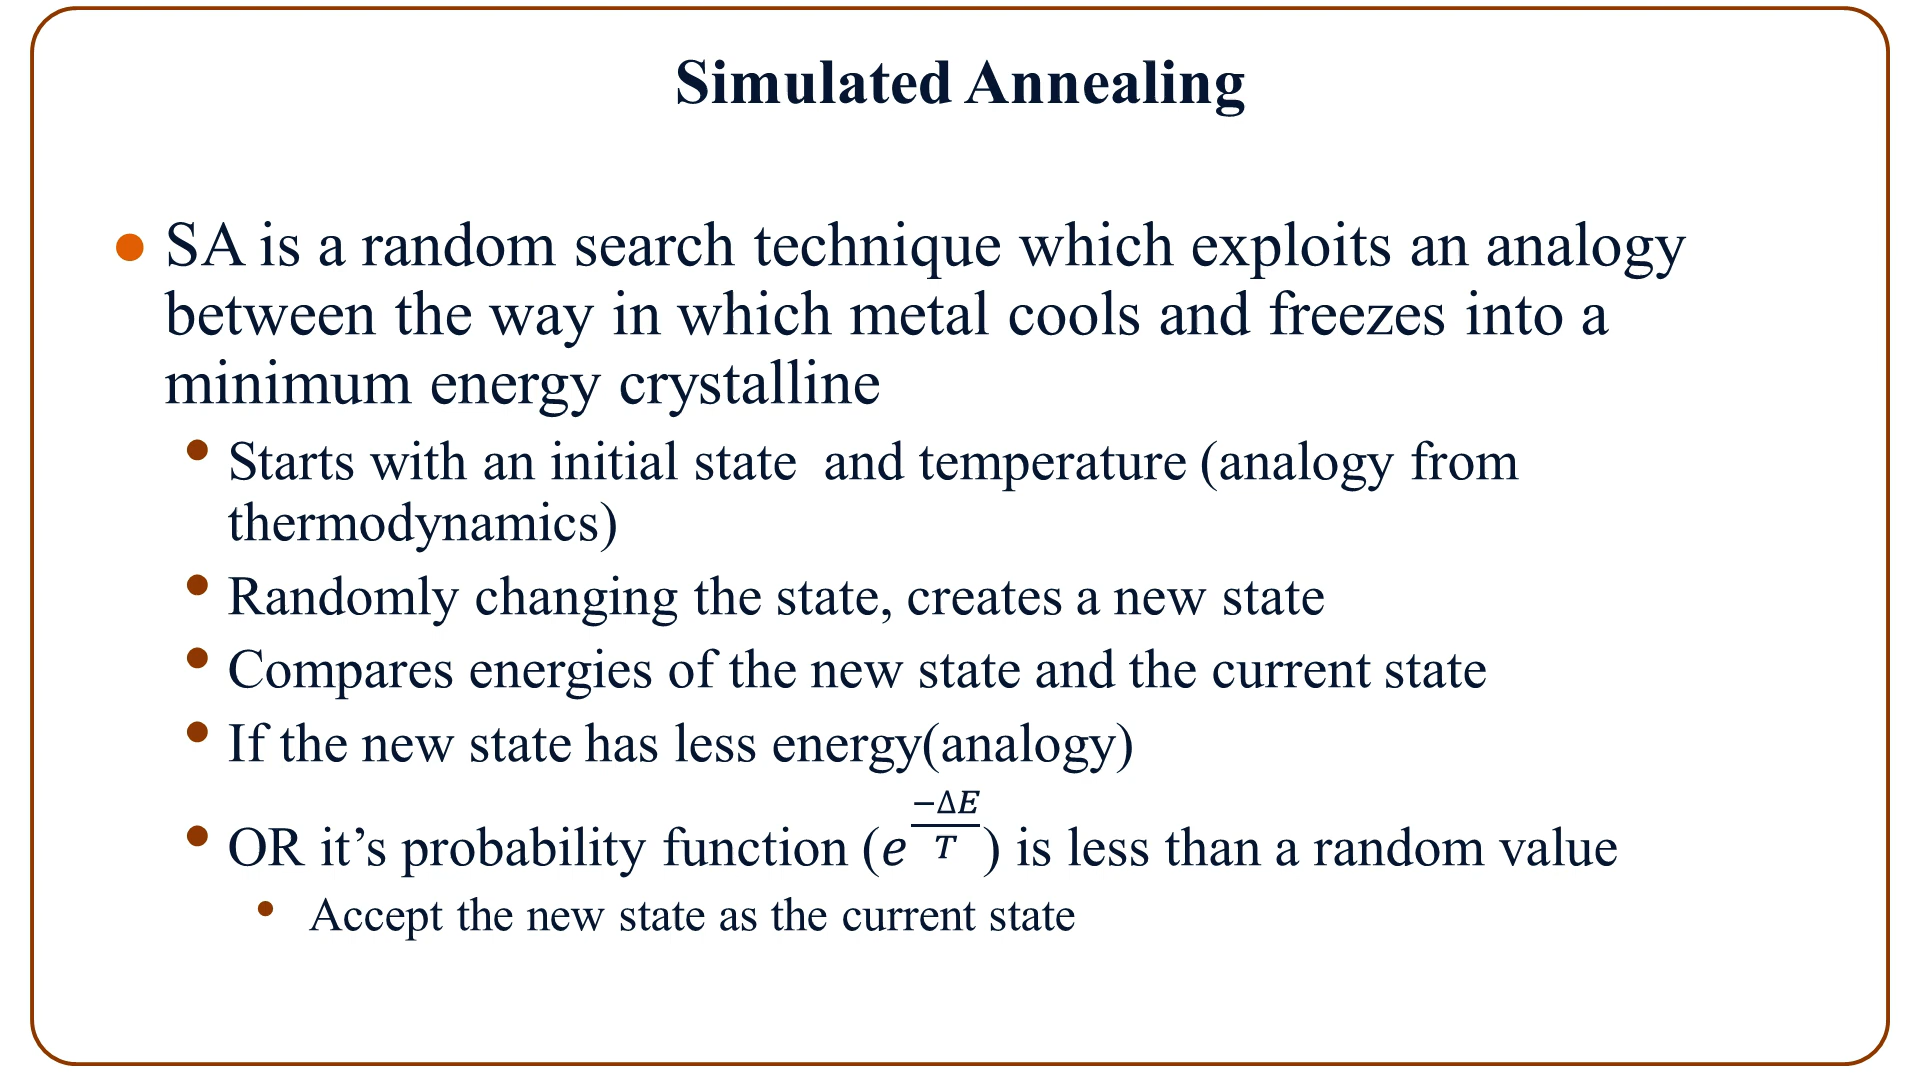 Simulated Annealing
• SA is a random search technique which exploits an analogy
between the way in which metal cools and freezes into a
minimum energy crystalline
• Starts with an initial state  and temperature (analogy from
thermodynamics)
• Randomly changing the state, creates a new state
• Compares energies of the new state and the current state
• If the new state has less energy(analogy)
• OR it’s probability function (e^(−ΔE/T)) is less than a random value
• Accept the new state as the current state